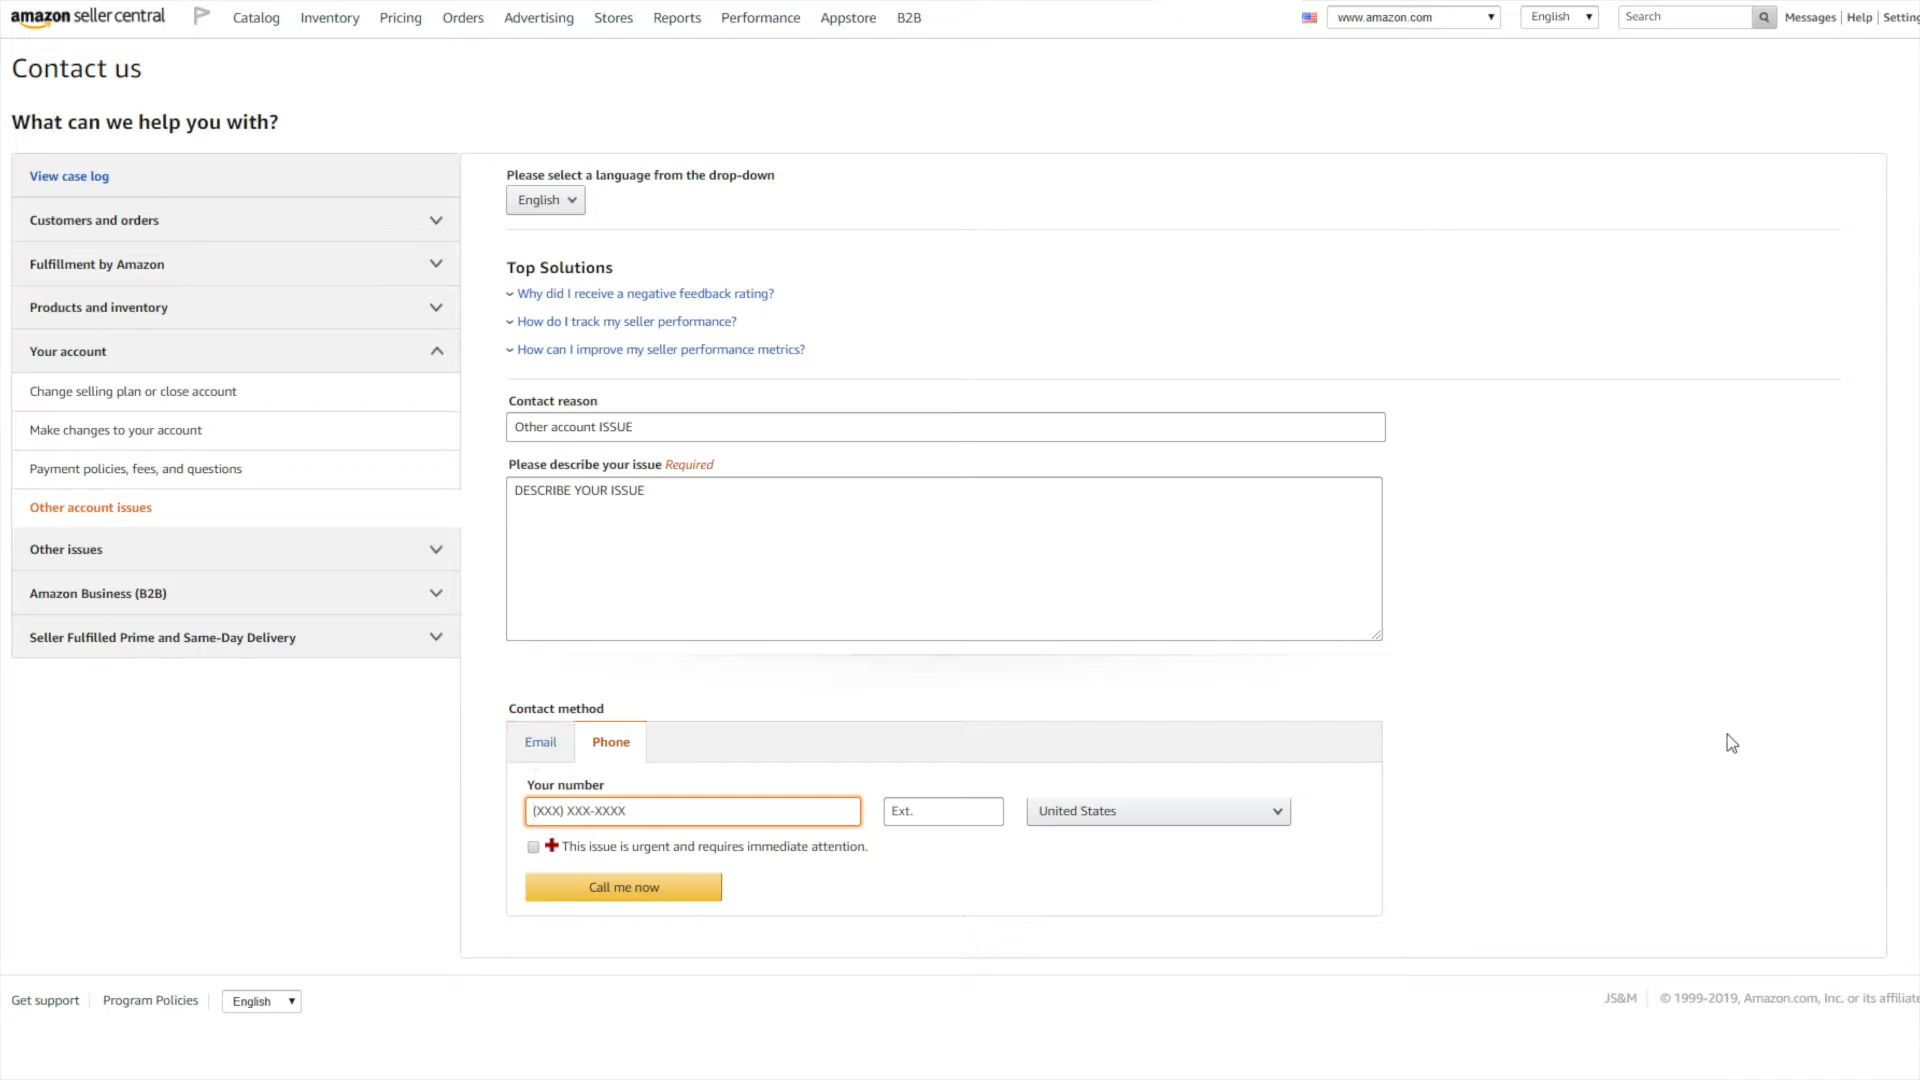 amazon seller central
Catalog Inventory Pricing Orders Advertising Stores Reports Performance Appstore B2B
www.amazon.com English Search Messages Help Setting
Contact us
What can we help you with?
View case log
Customers and orders
Fulfillment by Amazon
Products and inventory
Your account
Change selling plan or close account
Make changes to your account
Payment policies, fees, and questions
Other account issues
Other issues
Amazon Business (B2B)
Seller Fulfilled Prime and Same-Day Delivery
Please select a language from the drop-down
English
Top Solutions
Why did I receive a negative feedback rating?
How do I track my seller performance?
How can I improve my seller performance metrics?
Contact reason
Other account ISSUE
Please describe your issue Required
DESCRIBE YOUR ISSUE
Contact method
Email Phone
Your number
(XXX) XXX-XXXX Ext. United States
This issue is urgent and requires immediate attention.
Call me now
Get support Program Policies English
JS&M © 1999-2019, Amazon.com, Inc. or its affiliate